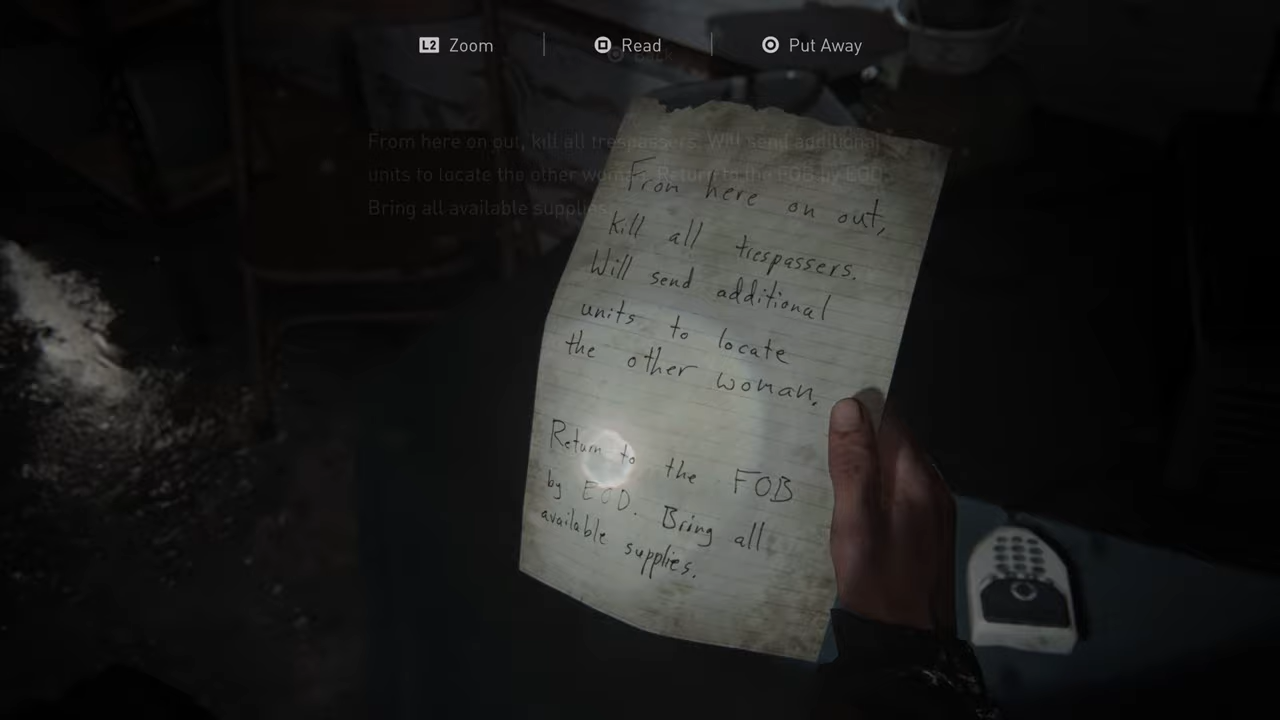 L2 Zoom
Read
Put Away
Back
From here on out, kill all trespassers. Will send additional
units to locate the other woman. Return to the FOB by EOD.
Bring all available supplies.
From here on out,
kill all trespassers.
Will send additional
units to locate
the other woman.
Return to the FOB
by EOD. Bring all
available supplies.